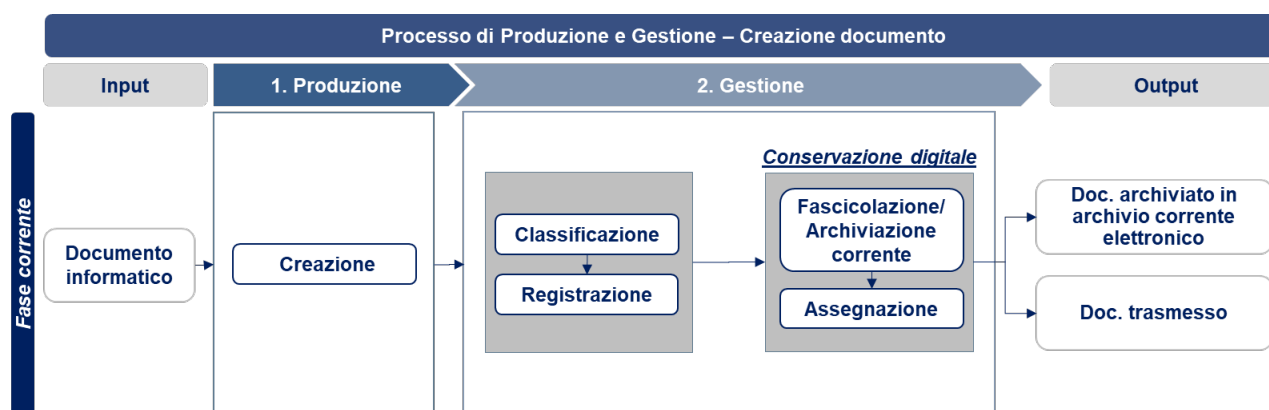 Processo di Produzione e Gestione – Creazione documento
Input
1. Produzione
2. Gestione
Output
Fase corrente
Documento
informatico
Creazione
Classificazione
Registrazione
Conservazione digitale
Fascicolazione/
Archiviazione
corrente
Assegnazione
Doc. archiviato in
archivio corrente
elettronico
Doc. trasmesso